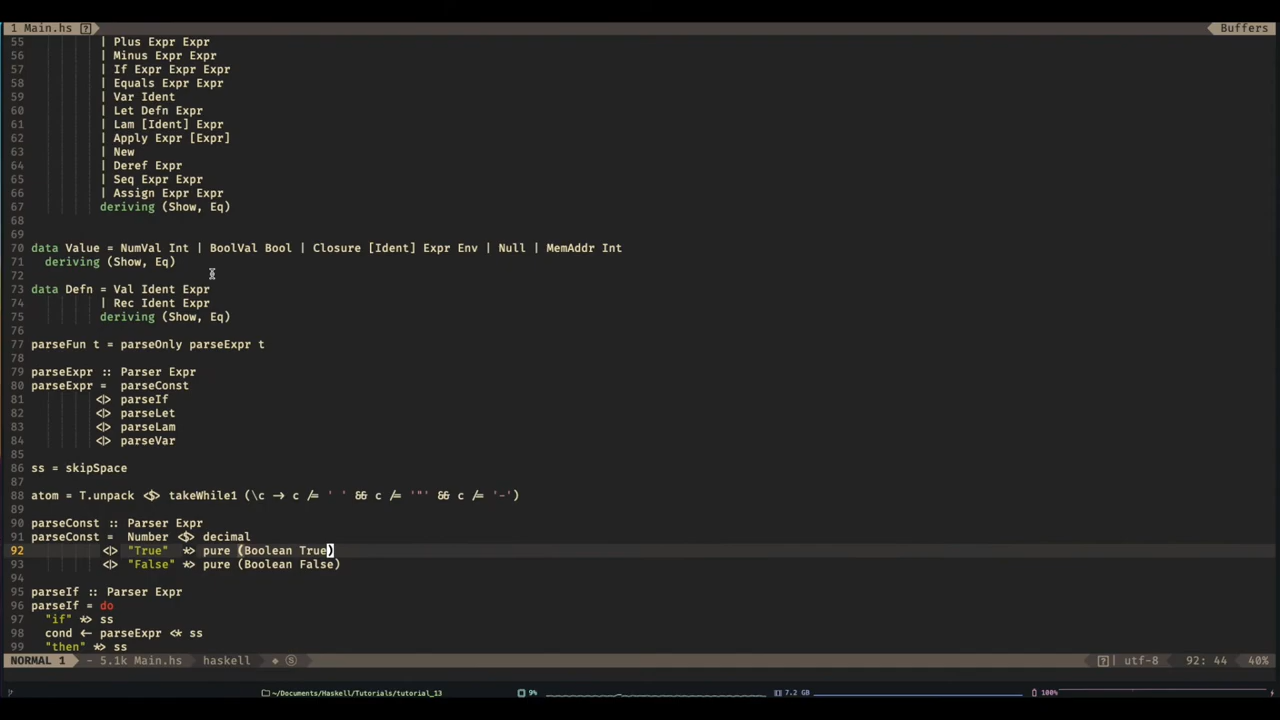 1 Main.hs ? Buffers
55 | Plus Expr Expr
56 | Minus Expr Expr
57 | If Expr Expr Expr
58 | Equals Expr Expr
59 | Var Ident
60 | Let Defn Expr
61 | Lam [Ident] Expr
62 | Apply Expr [Expr]
63 | New
64 | Deref Expr
65 | Seq Expr Expr
66 | Assign Expr Expr
67 deriving (Show, Eq)
68
69
70 data Value = NumVal Int | BoolVal Bool | Closure [Ident] Expr Env | Null | MemAddr Int
71 deriving (Show, Eq)
72
73 data Defn = Val Ident Expr
74 | Rec Ident Expr
75 deriving (Show, Eq)
76
77 parseFun t = parseOnly parseExpr t
78
79 parseExpr :: Parser Expr
80 parseExpr = parseConst
81 <|> parseIf
82 <|> parseLet
83 <|> parseLam
84 <|> parseVar
85
86 ss = skipSpace
87
88 atom = T.unpack <$> takeWhile1 (\c -> c /= ' ' && c /= '"' && c /= '-')
89
90 parseConst :: Parser Expr
91 parseConst = Number <$> decimal
92 <|> "True" *> pure (Boolean True)
93 <|> "False" *> pure (Boolean False)
94
95 parseIf :: Parser Expr
96 parseIf = do
97 "if" *> ss
98 cond <- parseExpr <* ss
99 "then" *> ss
NORMAL 1 - 5.1k Main.hs haskell ? utf-8 92: 44 40%
~/Documents/Haskell/Tutorials/tutorial_13 9% 7.2 GB 100%